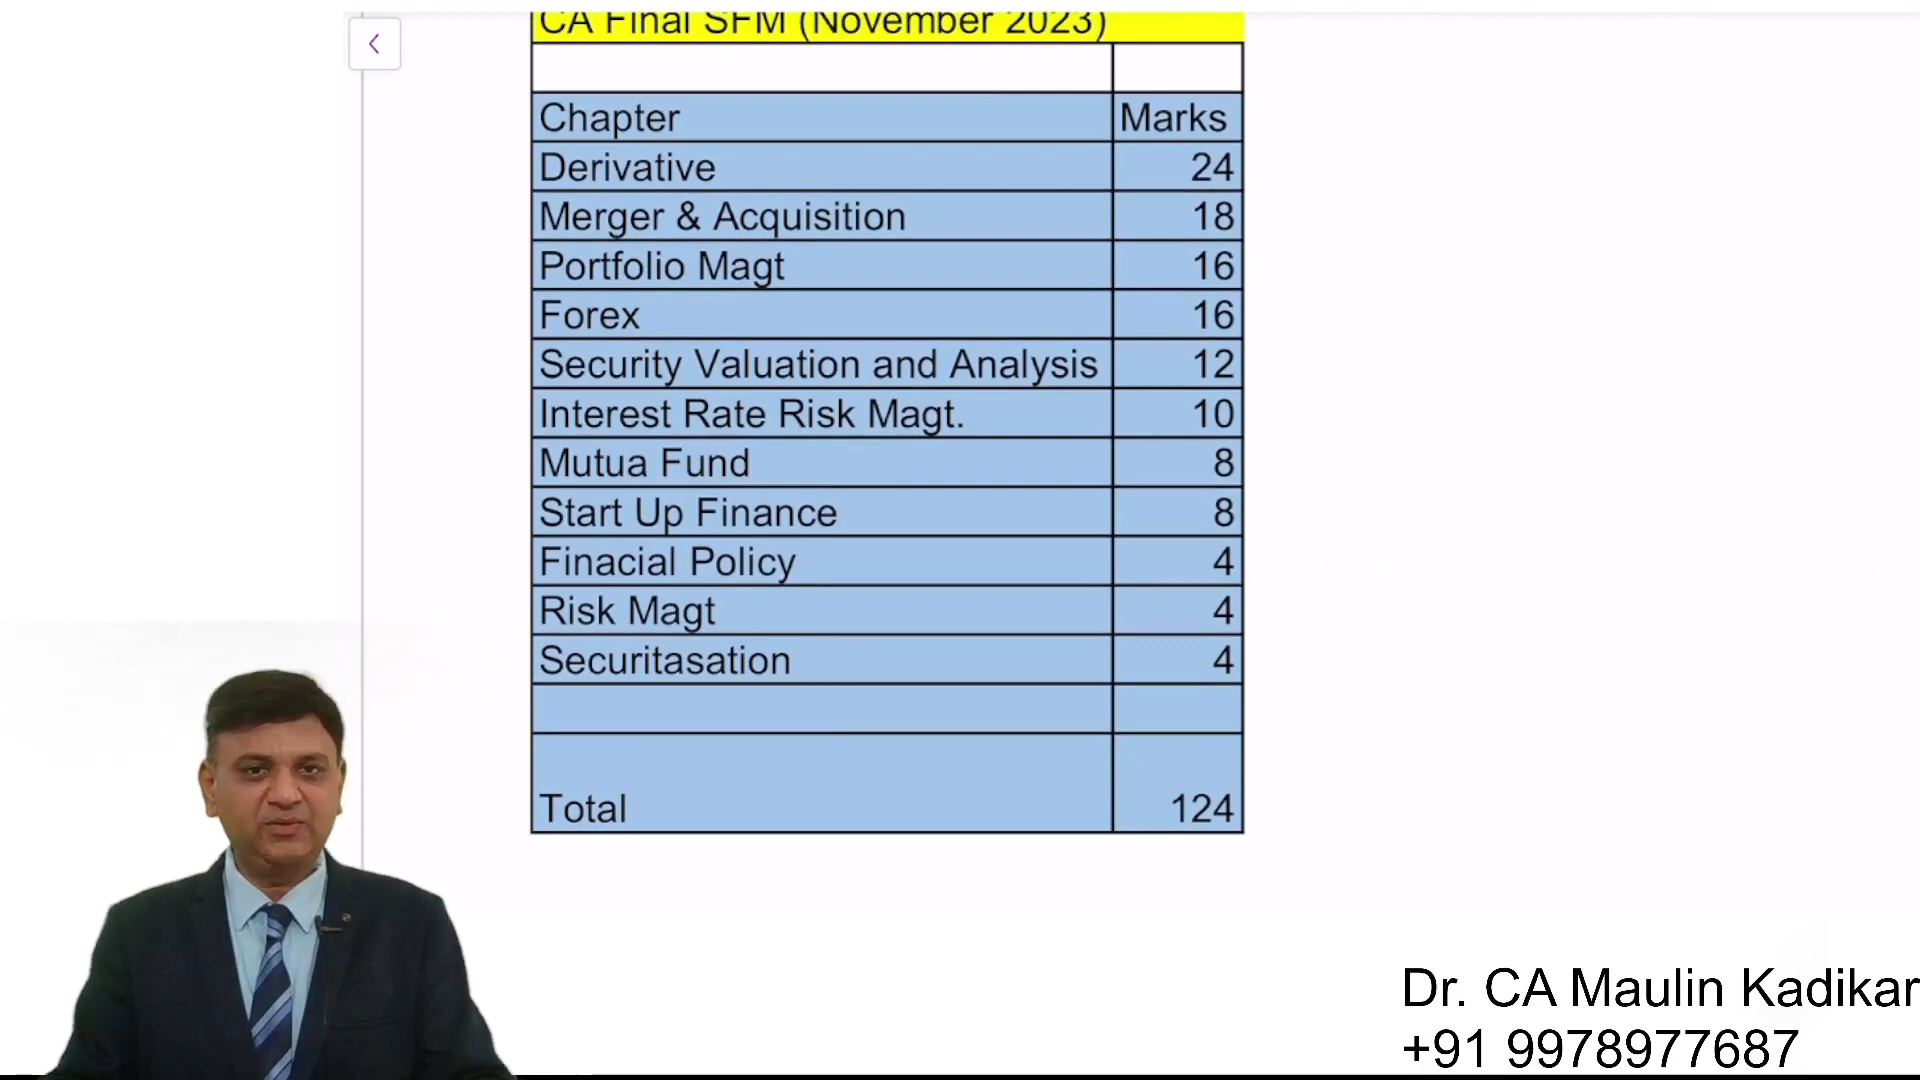 CA Final SFM (November 2023)
Chapter Marks
Derivative 24
Merger & Acquisition 18
Portfolio Magt 16
Forex 16
Security Valuation and Analysis 12
Interest Rate Risk Magt. 10
Mutua Fund 8
Start Up Finance 8
Finacial Policy 4
Risk Magt 4
Securitasation 4
Total 124
Dr. CA Maulin Kadikar
+91 9978977687